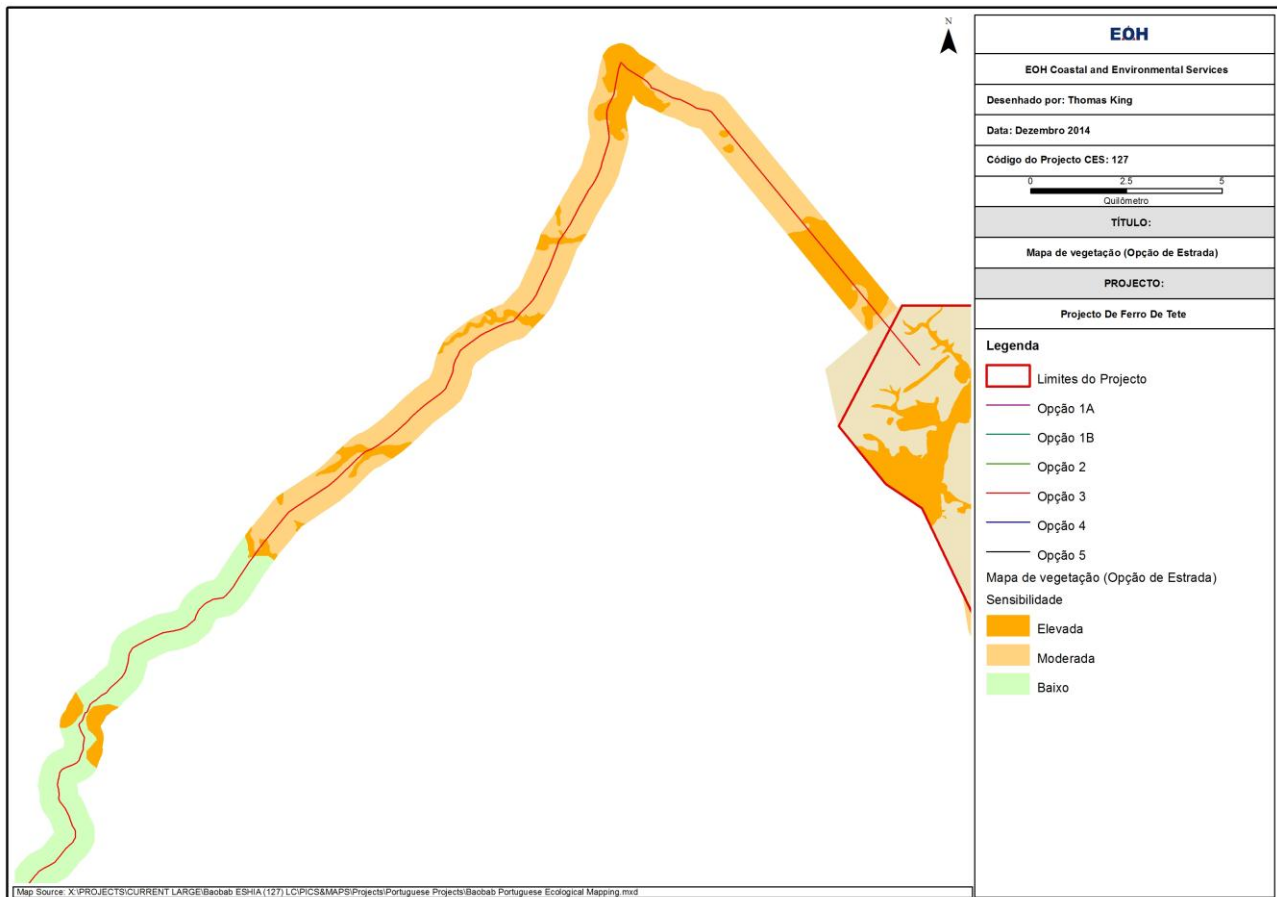 N
EOH
EOH Coastal and Environmental Services
Desenhado por: Thomas King
Data: Dezembro 2014
Código do Projecto CES: 127
0 2.5 5
Quilômetro
TÍTULO:
Mapa de vegetação (Opção de Estrada)
PROJECTO:
Projecto De Ferro De Tete
Legenda
Limites do Projecto
Opção 1A
Opção 1B
Opção 2
Opção 3
Opção 4
Opção 5
Mapa de vegetação (Opção de Estrada)
Sensibilidade
Elevada
Moderada
Baixo
Map Source: X:\PROJECTS\CURRENT LARGE\Baobab ESHIA (127) LC\PICS&MAPS\Projects\Portuguese Projects\Baobab Portuguese Ecological Mapping.mxd